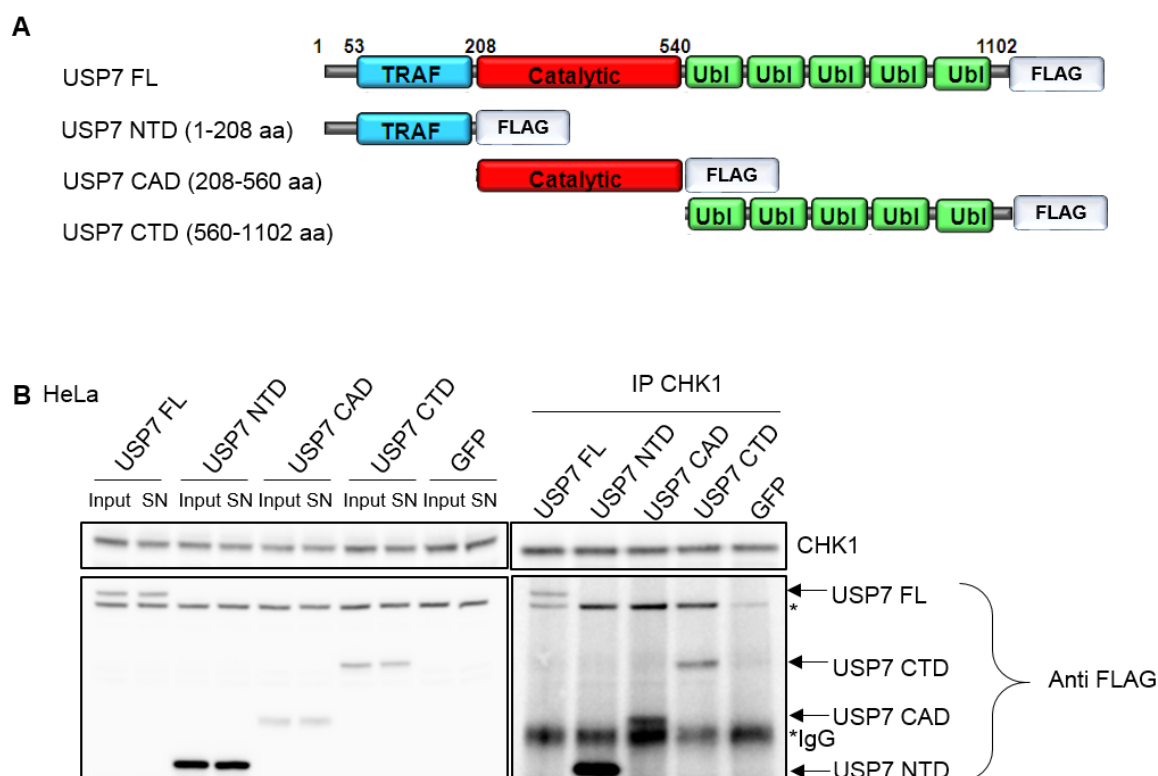 A
1 53 208 540 1102
USP7 FL TRAF Catalytic Ubl Ubl Ubl Ubl Ubl FLAG
USP7 NTD (1-208 aa) TRAF FLAG
USP7 CAD (208-560 aa) Catalytic FLAG
USP7 CTD (560-1102 aa) Ubl Ubl Ubl Ubl Ubl FLAG
B HeLa
USP7 FL USP7 NTD USP7 CAD USP7 CTD GFP
Input SN Input SN Input SN Input SN Input SN
IP CHK1
USP7 FL USP7 NTD USP7 CAD USP7 CTD GFP
CHK1
USP7 FL
*
USP7 CTD
USP7 CAD
*IgG
USP7 NTD
Anti FLAG